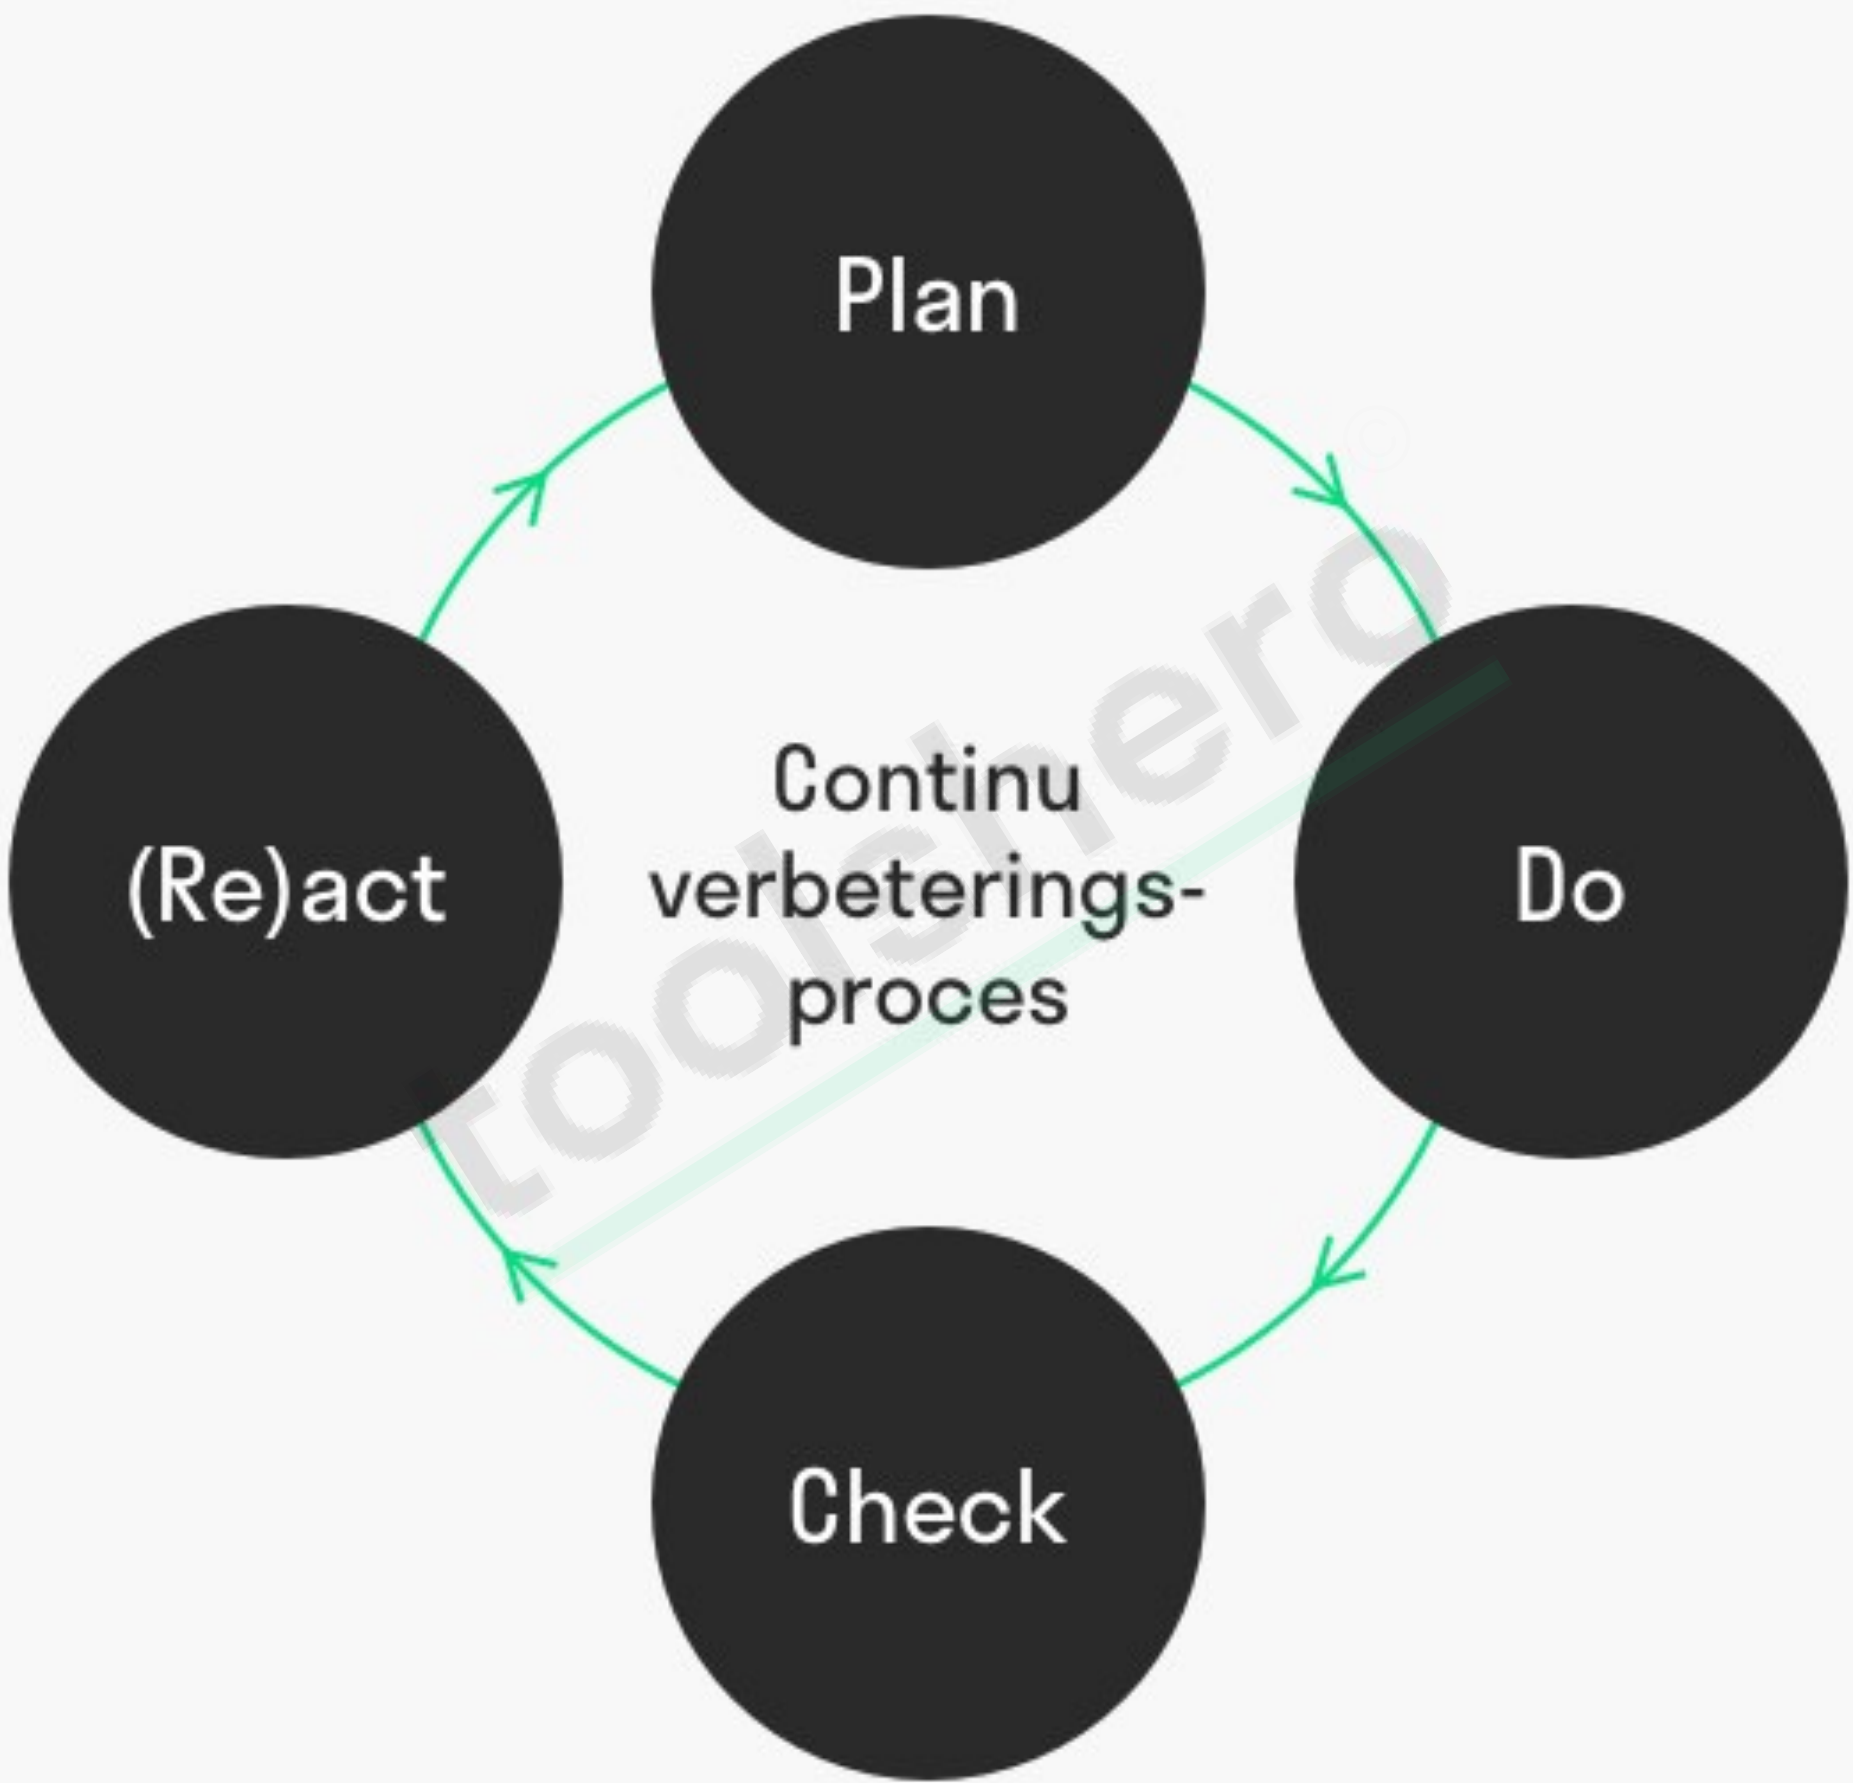 Plan
Do
Check
(Re)act
Continu
verbeterings-
proces
toolshero